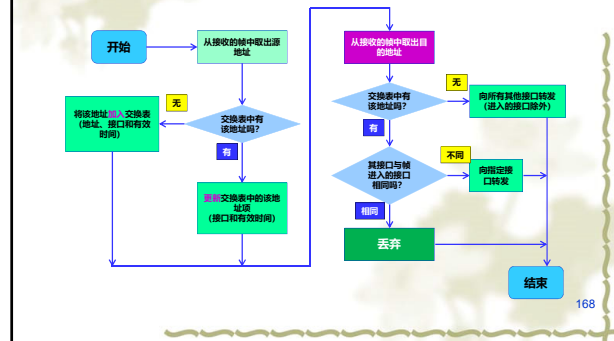 开始
从接收的帧中取出源
地址
交换表中有
该地址吗?
无
将该地址加入交换表
(地址、接口和有效
时间)
有
更新交换表中的该地
址项
(接口和有效时间)
从接收的帧中取出目
的地址
交换表中有
该地址吗?
无
向所有其他接口转发
(进入的接口除外)
有
其接口与帧
进入的接口
相同吗?
不同
向指定接
口转发
相同
丢弃
结束
168